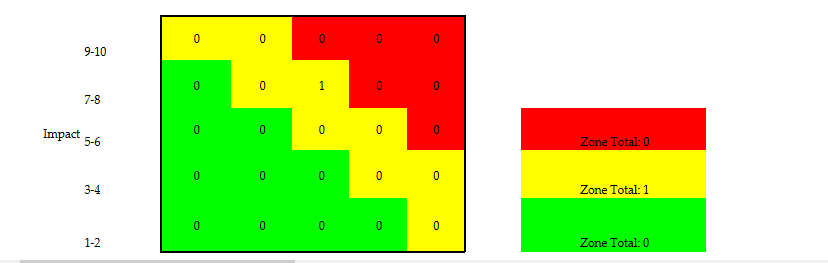 9-10 0 0 0 0 0
7-8 0 0 1 0 0
Impact 5-6 0 0 0 0 0 Zone Total: 0
3-4 0 0 0 0 0 Zone Total: 1
1-2 0 0 0 0 0 Zone Total: 0